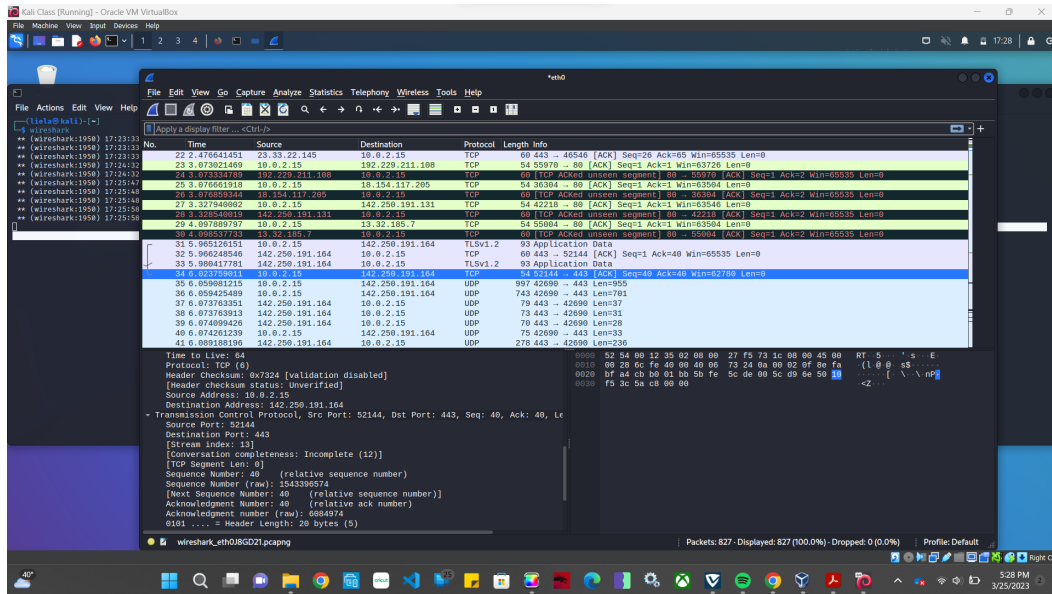 Kali Class [Running] - Oracle VM VirtualBox
File Machine View Input Devices Help
1 2 3 4
17:28
*eth0
File Edit View Go Capture Analyze Statistics Telephony Wireless Tools Help
Apply a display filter ... <Ctrl-/>
File Actions Edit View Help
(liela㉿kali)-[~]
$ wireshark
** (wireshark:1950) 17:23:33
** (wireshark:1950) 17:23:33
** (wireshark:1950) 17:23:33
** (wireshark:1950) 17:24:32
** (wireshark:1950) 17:24:32
** (wireshark:1950) 17:25:47
** (wireshark:1950) 17:25:48
** (wireshark:1950) 17:25:48
** (wireshark:1950) 17:25:58
** (wireshark:1950) 17:25:58
No. Time Source Destination Protocol Length Info
22 2.476641451 23.33.22.145 10.0.2.15 TCP 60 443 → 46546 [ACK] Seq=26 Ack=65 Win=65535 Len=0
23 3.073021469 10.0.2.15 192.229.211.108 TCP 54 55970 → 80 [ACK] Seq=1 Ack=1 Win=63726 Len=0
24 3.073334789 192.229.211.108 10.0.2.15 TCP 60 [TCP ACKed unseen segment] 80 → 55970 [ACK] Seq=1 Ack=2 Win=65535 Len=0
25 3.076661918 10.0.2.15 18.154.117.205 TCP 54 36304 → 80 [ACK] Seq=1 Ack=1 Win=63504 Len=0
26 3.076859344 18.154.117.205 10.0.2.15 TCP 60 [TCP ACKed unseen segment] 80 → 36304 [ACK] Seq=1 Ack=2 Win=65535 Len=0
27 3.327940002 10.0.2.15 142.250.191.131 TCP 54 42218 → 80 [ACK] Seq=1 Ack=1 Win=63546 Len=0
28 3.328540019 142.250.191.131 10.0.2.15 TCP 60 [TCP ACKed unseen segment] 80 → 42218 [ACK] Seq=1 Ack=2 Win=65535 Len=0
29 4.097889797 10.0.2.15 13.32.185.7 TCP 54 55004 → 80 [ACK] Seq=1 Ack=1 Win=63504 Len=0
30 4.098537733 13.32.185.7 10.0.2.15 TCP 60 [TCP ACKed unseen segment] 80 → 55004 [ACK] Seq=1 Ack=2 Win=65535 Len=0
31 5.965126151 10.0.2.15 142.250.191.164 TLSv1.2 93 Application Data
32 5.966248546 142.250.191.164 10.0.2.15 TCP 60 443 → 52144 [ACK] Seq=1 Ack=40 Win=65535 Len=0
33 5.980417781 142.250.191.164 10.0.2.15 TLSv1.2 93 Application Data
34 6.023759011 10.0.2.15 142.250.191.164 TCP 54 52144 → 443 [ACK] Seq=40 Ack=40 Win=62780 Len=0
35 6.059081215 10.0.2.15 142.250.191.164 UDP 997 42690 → 443 Len=955
36 6.059425489 10.0.2.15 142.250.191.164 UDP 743 42690 → 443 Len=701
37 6.073763351 142.250.191.164 10.0.2.15 UDP 79 443 → 42690 Len=37
38 6.073763913 142.250.191.164 10.0.2.15 UDP 73 443 → 42690 Len=31
39 6.074099426 142.250.191.164 10.0.2.15 UDP 70 443 → 42690 Len=28
40 6.074261239 10.0.2.15 142.250.191.164 UDP 75 42690 → 443 Len=33
41 6.089188196 142.250.191.164 10.0.2.15 UDP 278 443 → 42690 Len=236
Time to Live: 64
Protocol: TCP (6)
Header Checksum: 0x7324 [validation disabled]
[Header checksum status: Unverified]
Source Address: 10.0.2.15
Destination Address: 142.250.191.164
Transmission Control Protocol, Src Port: 52144, Dst Port: 443, Seq: 40, Ack: 40, Le
Source Port: 52144
Destination Port: 443
[Stream index: 13]
[Conversation completeness: Incomplete (12)]
[TCP Segment Len: 0]
Sequence Number: 40 (relative sequence number)
Sequence Number (raw): 1543396574
[Next Sequence Number: 40 (relative sequence number)]
Acknowledgment Number: 40 (relative ack number)
Acknowledgment number (raw): 6084974
0101 .... = Header Length: 20 bytes (5)
0000 52 54 00 12 35 02 08 00 27 f5 73 1c 08 00 45 00 RT··5··· '·s···E·
0010 00 28 6c fe 40 00 40 06 73 24 0a 00 02 0f 8e fa ·(l·@·@· s$······
0020 bf a4 cb b0 01 bb 5b fe 5c de 00 5c d9 6e 50 10 ······[· \··\·nP·
0030 f5 3c 5a c8 00 00 ·<Z···
wireshark_eth0J8GD21.pcapng
Packets: 827 · Displayed: 827 (100.0%) · Dropped: 0 (0.0%)
Profile: Default
Right C
40°
cricut
25
5:28 PM
3/25/2023
2